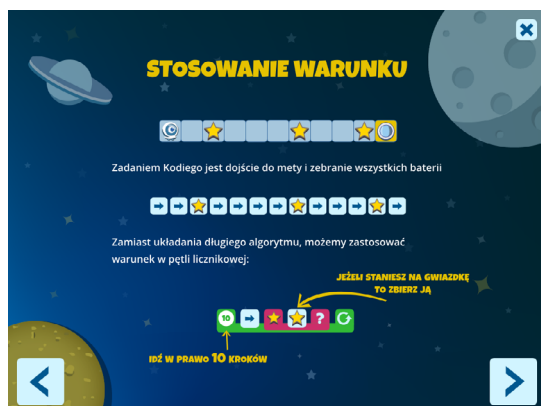 STOSOWANIE WARUNKU
Zadaniem Kodiego jest dojście do mety i zebranie wszystkich baterii
Zamiast układania długiego algorytmu, możemy zastosować
warunek w pętli licznikowej:
JEŻELI STANIESZ NA GWIAZDKĘ
TO ZBIERZ JĄ
10 ?
IDŹ W PRAWO 10 KROKÓW